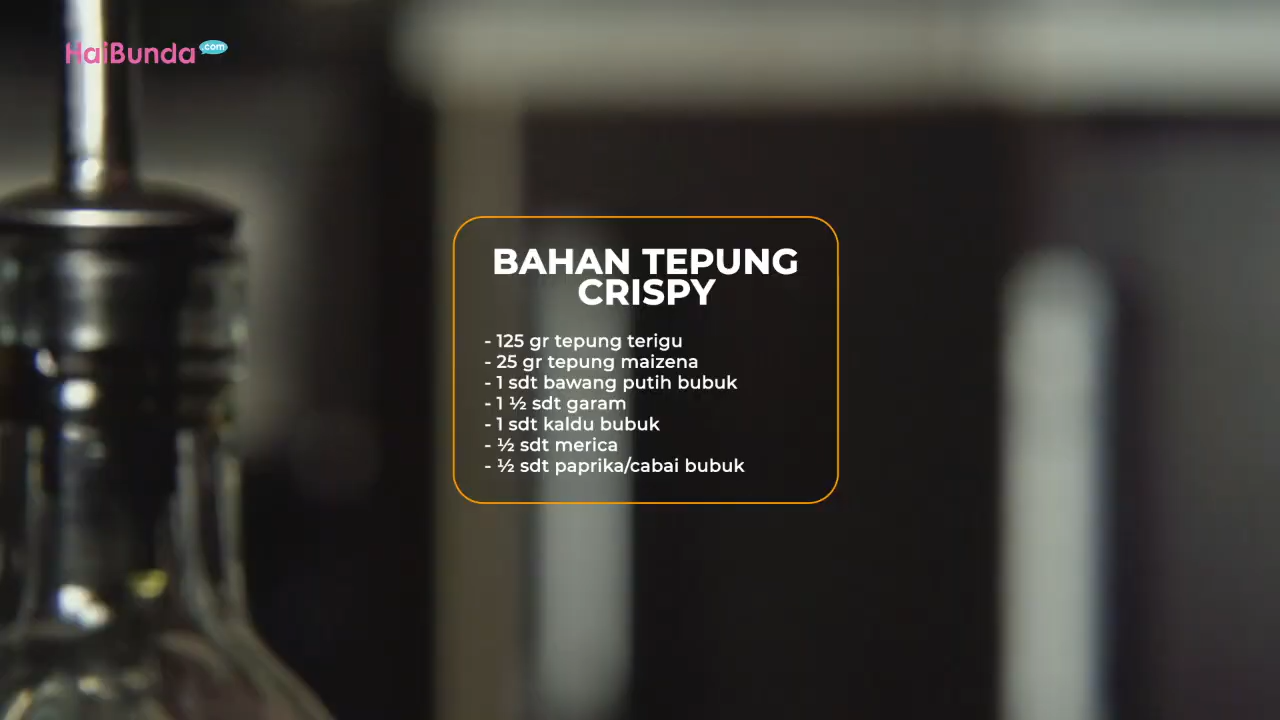 HaiBunda.com
BAHAN TEPUNG
CRISPY
- 125 gr tepung terigu
- 25 gr tepung maizena
- 1 sdt bawang putih bubuk
- 1 ½ sdt garam
- 1 sdt kaldu bubuk
- ½ sdt merica
- ½ sdt paprika/cabai bubuk